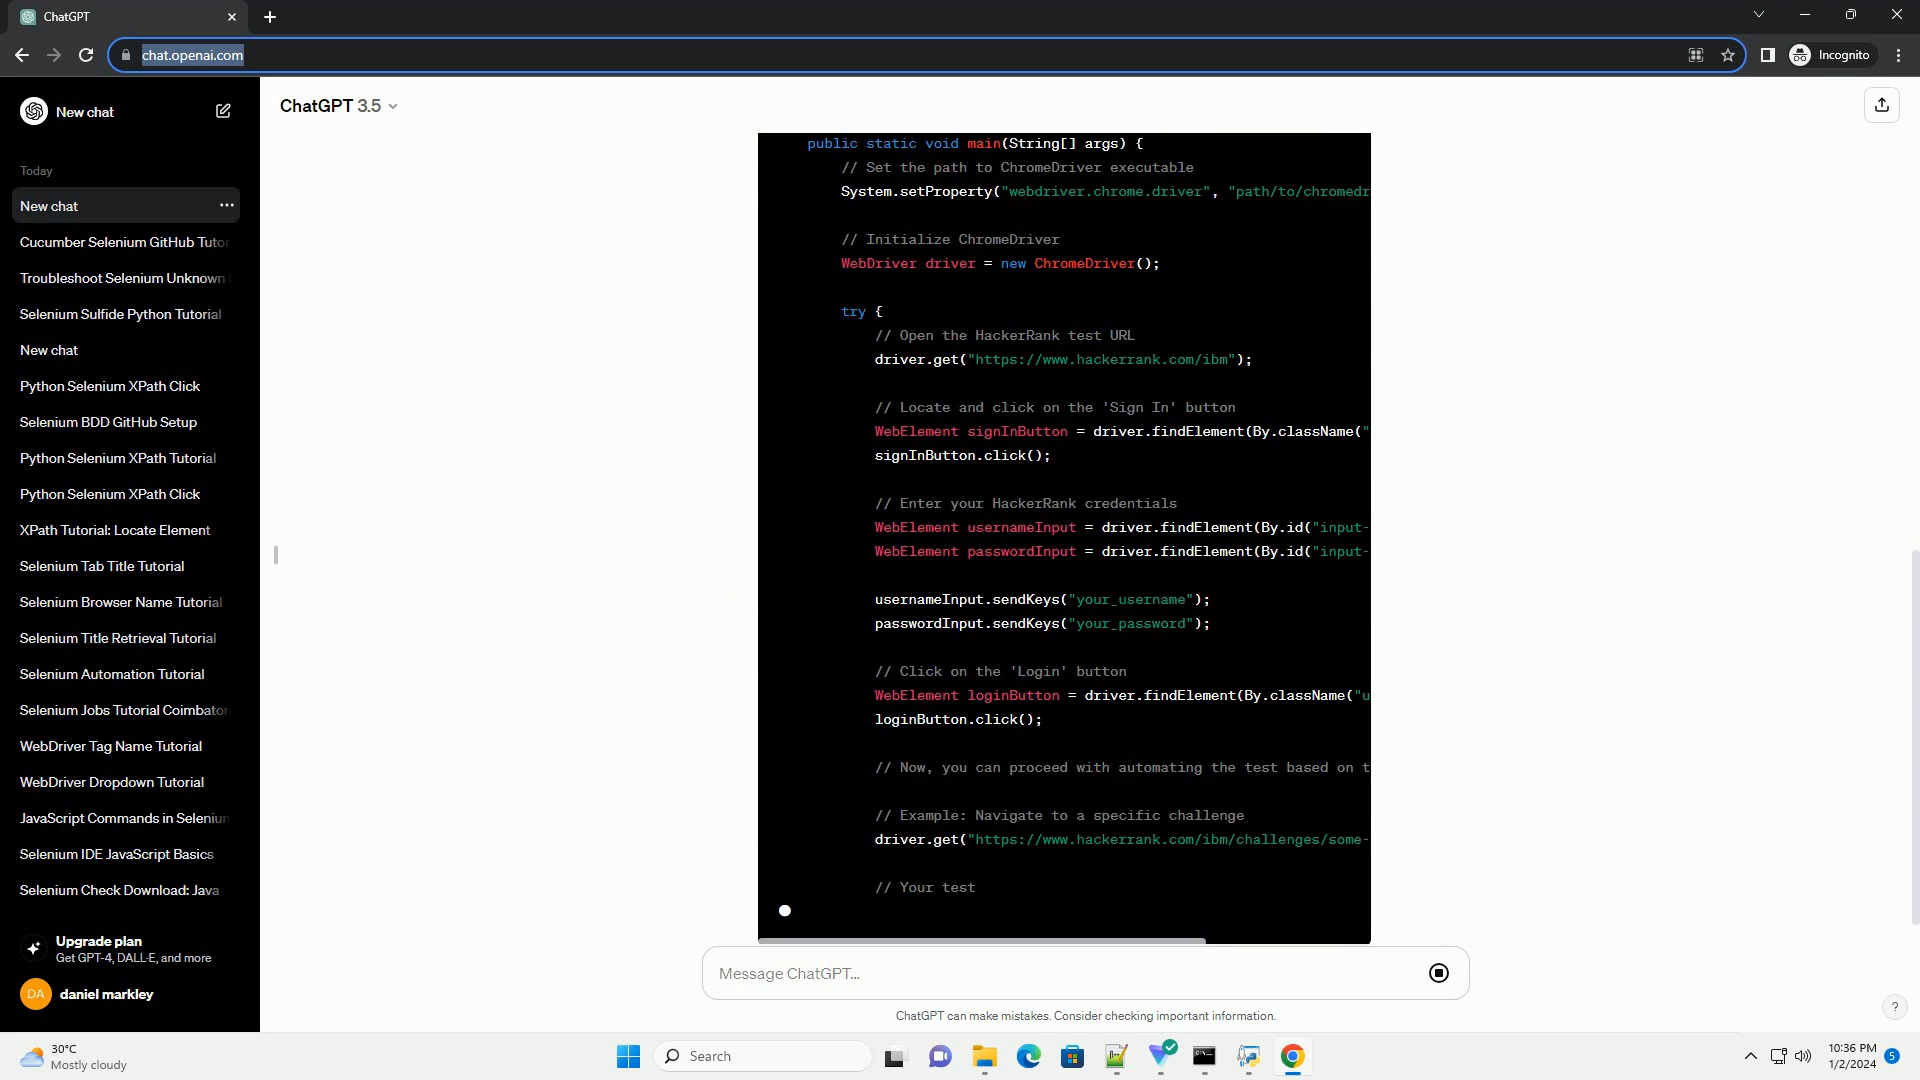 ChatGPT
chat.openai.com
Incognito
New chat
ChatGPT 3.5
Today
New chat
Cucumber Selenium GitHub Tutor
Troubleshoot Selenium Unknown
Selenium Sulfide Python Tutorial
New chat
Python Selenium XPath Click
Selenium BDD GitHub Setup
Python Selenium XPath Tutorial
Python Selenium XPath Click
XPath Tutorial: Locate Element
Selenium Tab Title Tutorial
Selenium Browser Name Tutorial
Selenium Title Retrieval Tutorial
Selenium Automation Tutorial
Selenium Jobs Tutorial Coimbator
WebDriver Tag Name Tutorial
WebDriver Dropdown Tutorial
JavaScript Commands in Selenium
Selenium IDE JavaScript Basics
Selenium Check Download: Java
Upgrade plan
Get GPT-4, DALL·E, and more
DA daniel markley
public static void main(String[] args) {
// Set the path to ChromeDriver executable
System.setProperty("webdriver.chrome.driver", "path/to/chromedr
// Initialize ChromeDriver
WebDriver driver = new ChromeDriver();
try {
// Open the HackerRank test URL
driver.get("https://www.hackerrank.com/ibm");
// Locate and click on the 'Sign In' button
WebElement signInButton = driver.findElement(By.className("
signInButton.click();
// Enter your HackerRank credentials
WebElement usernameInput = driver.findElement(By.id("input-
WebElement passwordInput = driver.findElement(By.id("input-
usernameInput.sendKeys("your_username");
passwordInput.sendKeys("your_password");
// Click on the 'Login' button
WebElement loginButton = driver.findElement(By.className("u
loginButton.click();
// Now, you can proceed with automating the test based on t
// Example: Navigate to a specific challenge
driver.get("https://www.hackerrank.com/ibm/challenges/some-
// Your test
Message ChatGPT...
ChatGPT can make mistakes. Consider checking important information.
?
30°C
Mostly cloudy
Search
10:36 PM
1/2/2024
5